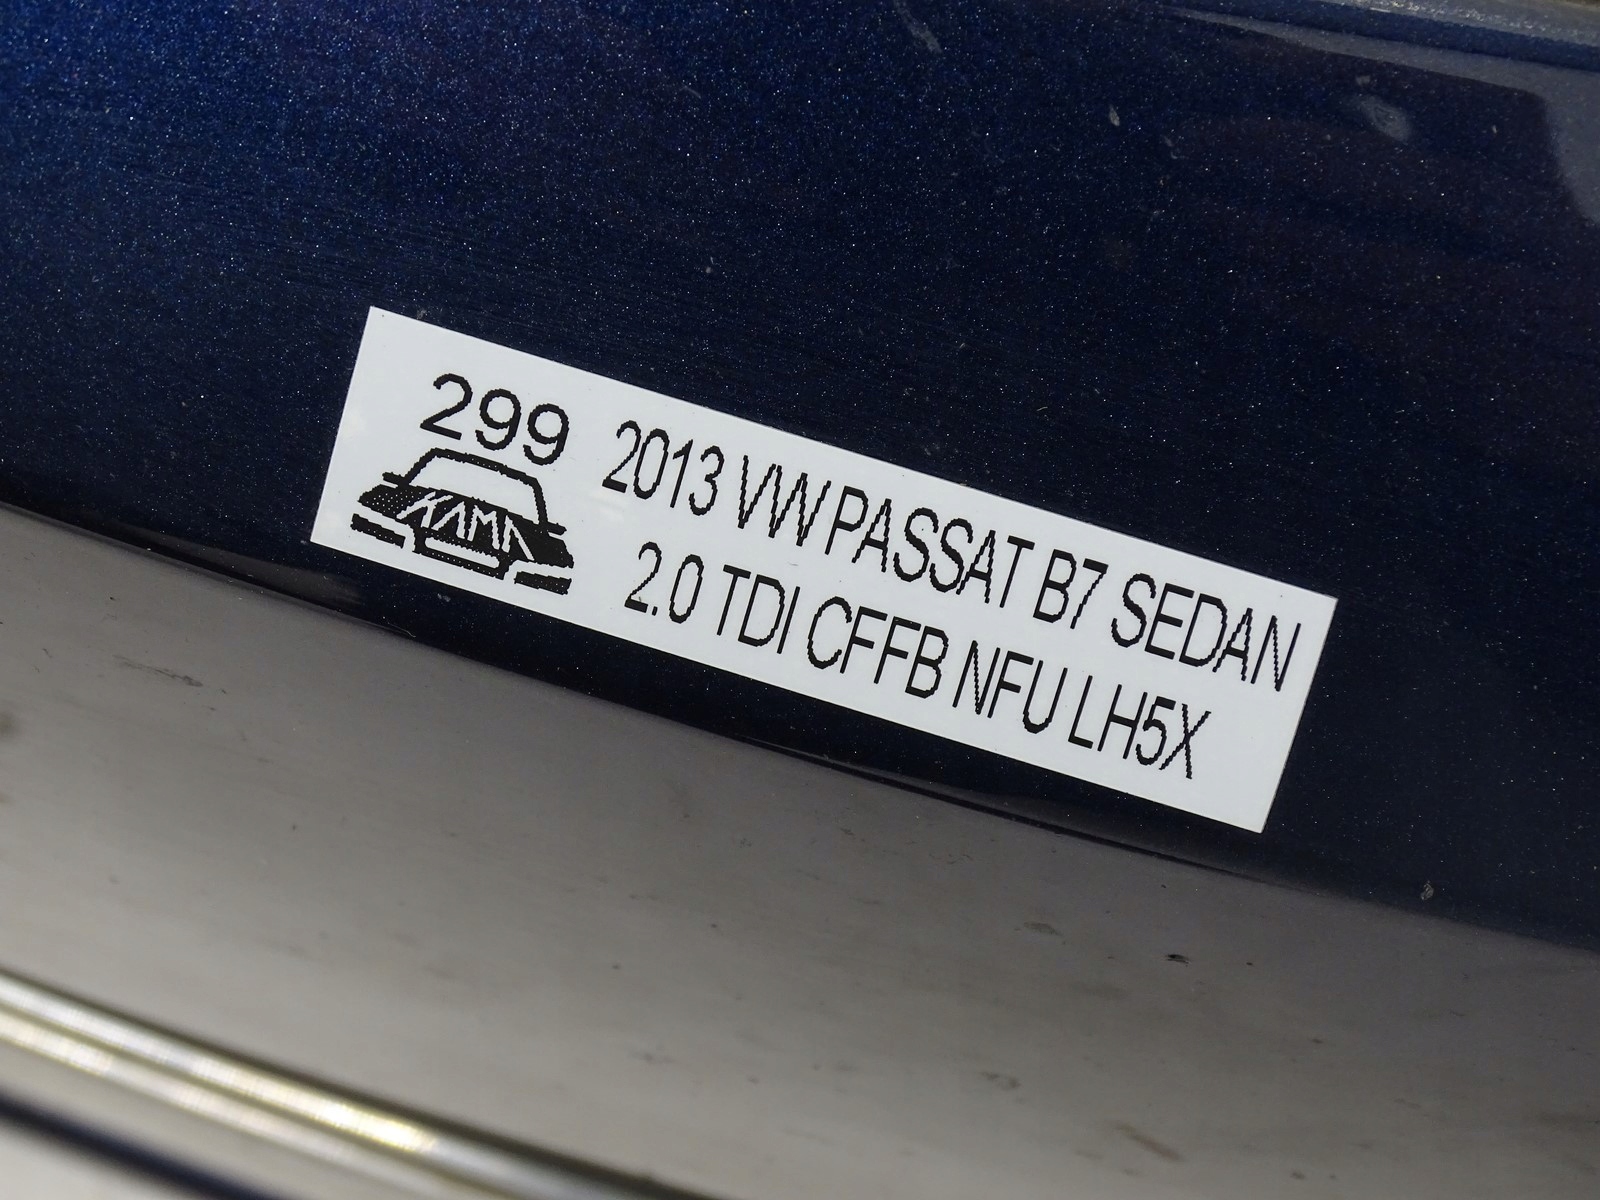 299
KAMA
2013 VW PASSAT B7 SEDAN
2.0 TDI CFFB NFU LH5X